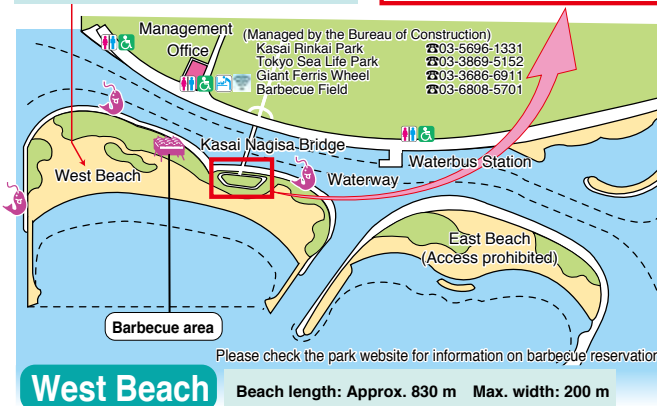 Management
Office
(Managed by the Bureau of Construction)
Kasai Rinkai Park ☎03-5696-1331
Tokyo Sea Life Park ☎03-3869-5152
Giant Ferris Wheel ☎03-3686-6911
Barbecue Field ☎03-6808-5701
Kasai Nagisa Bridge
Waterbus Station
West Beach
Waterway
East Beach
(Access prohibited)
Barbecue area
Please check the park website for information on barbecue reservation
West Beach
Beach length: Approx. 830 m Max. width: 200 m